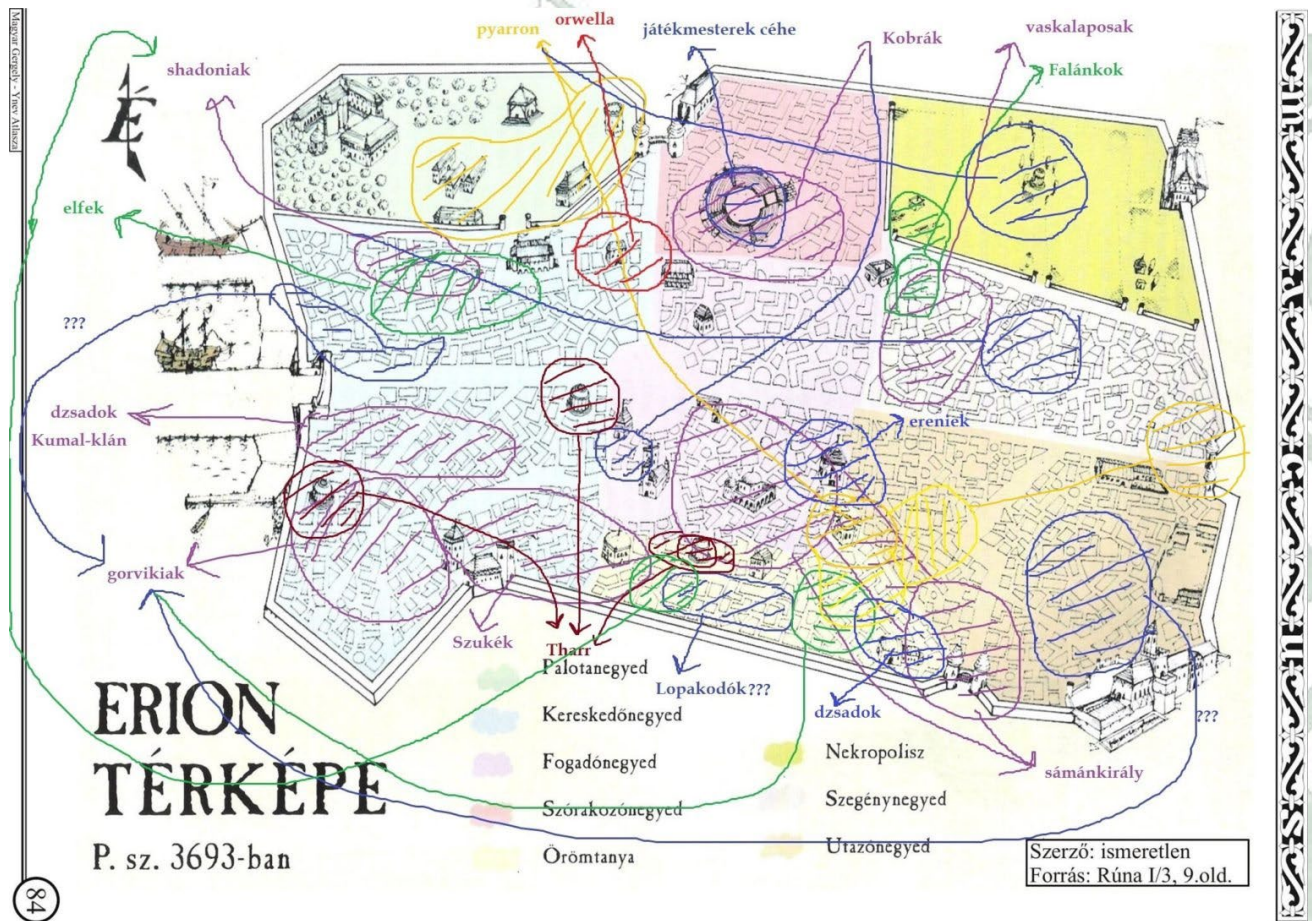 Magyar Gergely - Ynev Atlasza
pyarron
orwella
játékmesterek céhe
Kobrák
vaskalaposak
Falánkok
shadoniak
É
elfek
???
dzsadok
Kumal-klán
ereniek
gorvikiak
Szukék
Tharr
Lopakodók???
dzsadok
???
sámánkirály
ERION
TÉRKÉPE
P. sz. 3693-ban
Palotanegyed
Kereskedőnegyed
Fogadónegyed
Szórakozónegyed
Örömtanya
Nekropolisz
Szegénynegyed
Utazónegyed
Szerző: ismeretlen
Forrás: Rúna I/3, 9.old.
84